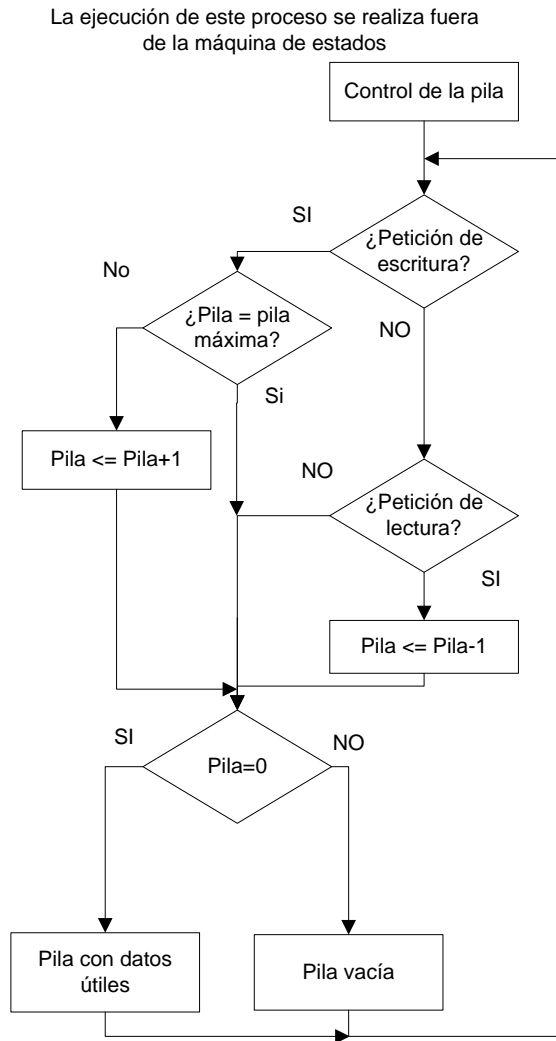 La ejecución de este proceso se realiza fuera
de la máquina de estados
Control de la pila
SI
¿Petición de
escritura?
No
¿Pila = pila
máxima?
NO
Si
Pila <= Pila+1
NO
¿Petición de
lectura?
SI
Pila <= Pila-1
SI
NO
Pila=0
Pila con datos
útiles
Pila vacía